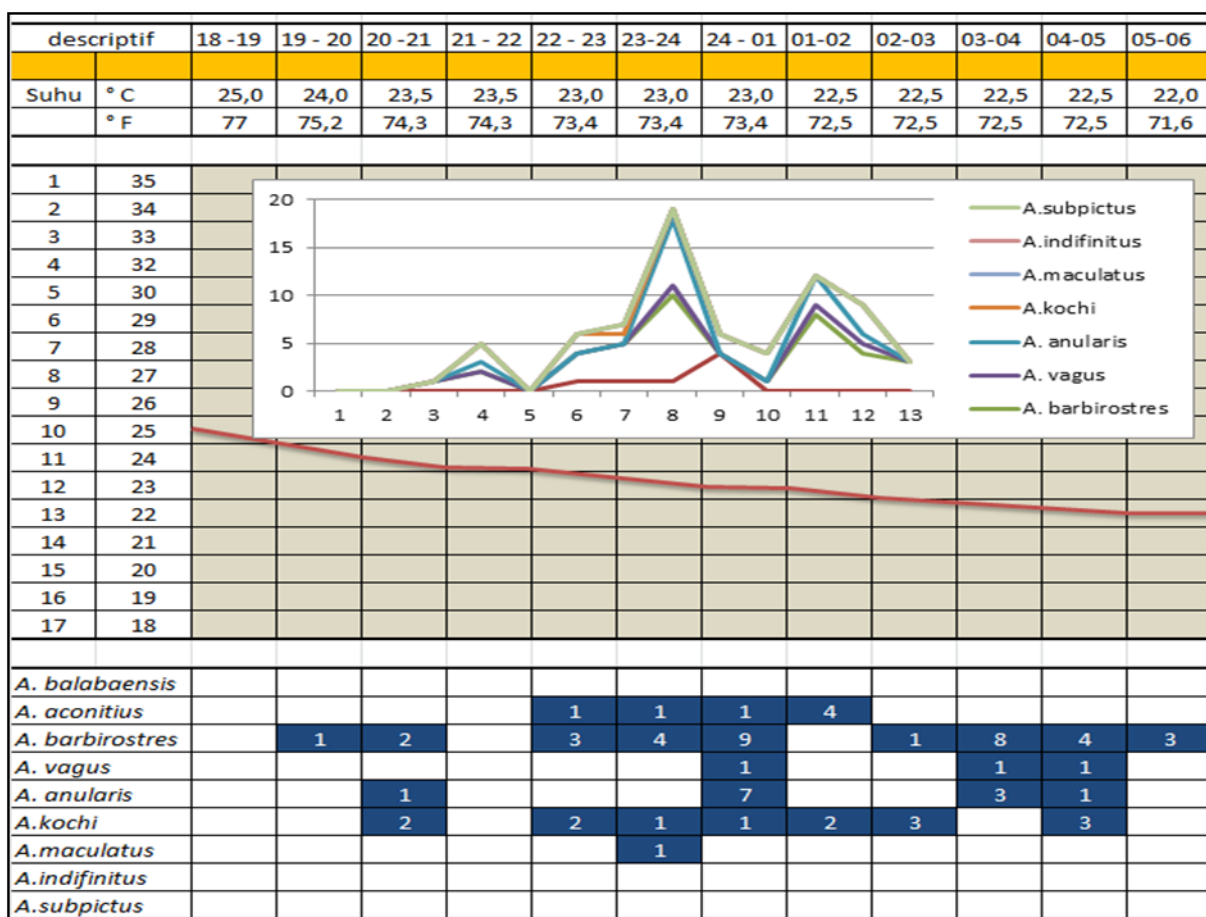 descriptif 18 -19 19 - 20 20 -21 21 - 22 22 - 23 23-24 24 - 01 01-02 02-03 03-04 04-05 05-06
Suhu ° C 25,0 24,0 23,5 23,5 23,0 23,0 23,0 22,5 22,5 22,5 22,5 22,0
° F 77 75,2 74,3 74,3 73,4 73,4 73,4 72,5 72,5 72,5 72,5 71,6
1 35
2 34
3 33
4 32
5 30
6 29
7 28
8 27
9 26
10 25
11 24
12 23
13 22
14 21
15 20
16 19
17 18
20
15
10
5
0
1 2 3 4 5 6 7 8 9 10 11 12 13
A.subpictus
A.indifinitus
A.maculatus
A.kochi
A. anularis
A. vagus
A. barbirostres
A. balabaensis
A. aconitius 1 1 1 4
A. barbirostres 1 2 3 4 9 1 8 4 3
A. vagus 1 1 1
A. anularis 1 7 3 1
A.kochi 2 2 1 1 2 3 3
A.maculatus 1
A.indifinitus
A.subpictus